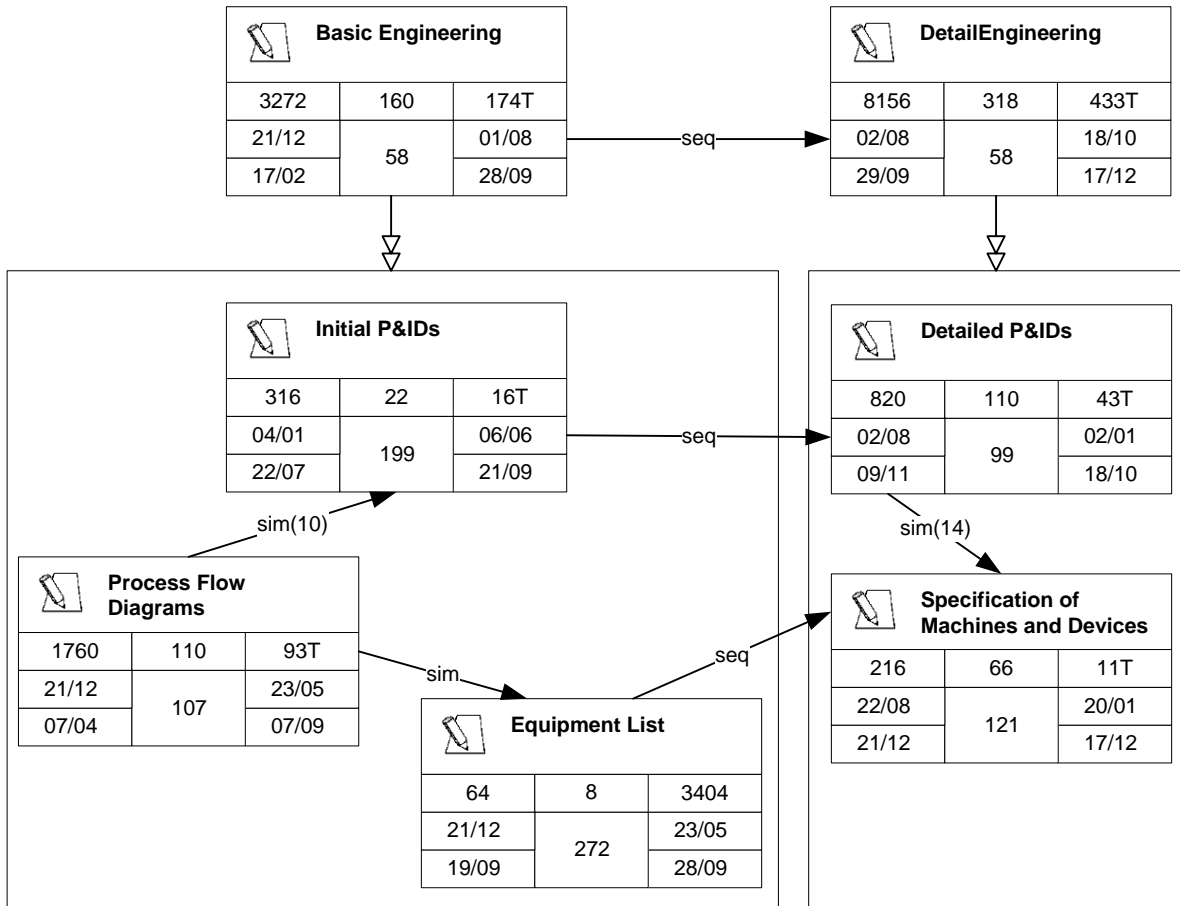 Basic Engineering
3272 160 174T
21/12 01/08
58
17/02 28/09
seq
DetailEngineering
8156 318 433T
02/08 18/10
58
29/09 17/12
Initial P&IDs
316 22 16T
04/01 06/06
199
22/07 21/09
seq
Detailed P&IDs
820 110 43T
02/08 02/01
99
09/11 18/10
sim(10)
sim(14)
Process Flow
Diagrams
1760 110 93T
21/12 23/05
107
07/04 07/09
sim
seq
Specification of
Machines and Devices
216 66 11T
22/08 20/01
121
21/12 17/12
Equipment List
64 8 3404
21/12 23/05
272
19/09 28/09